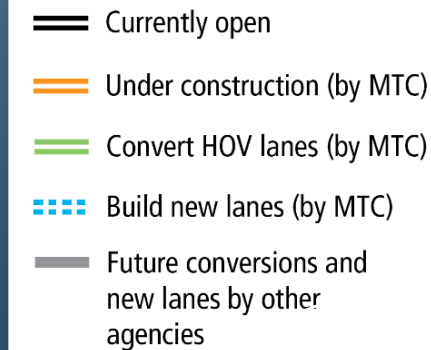 Currently open
Under construction (by MTC)
Convert HOV lanes (by MTC)
Build new lanes (by MTC)
Future conversions and
new lanes by other
agencies